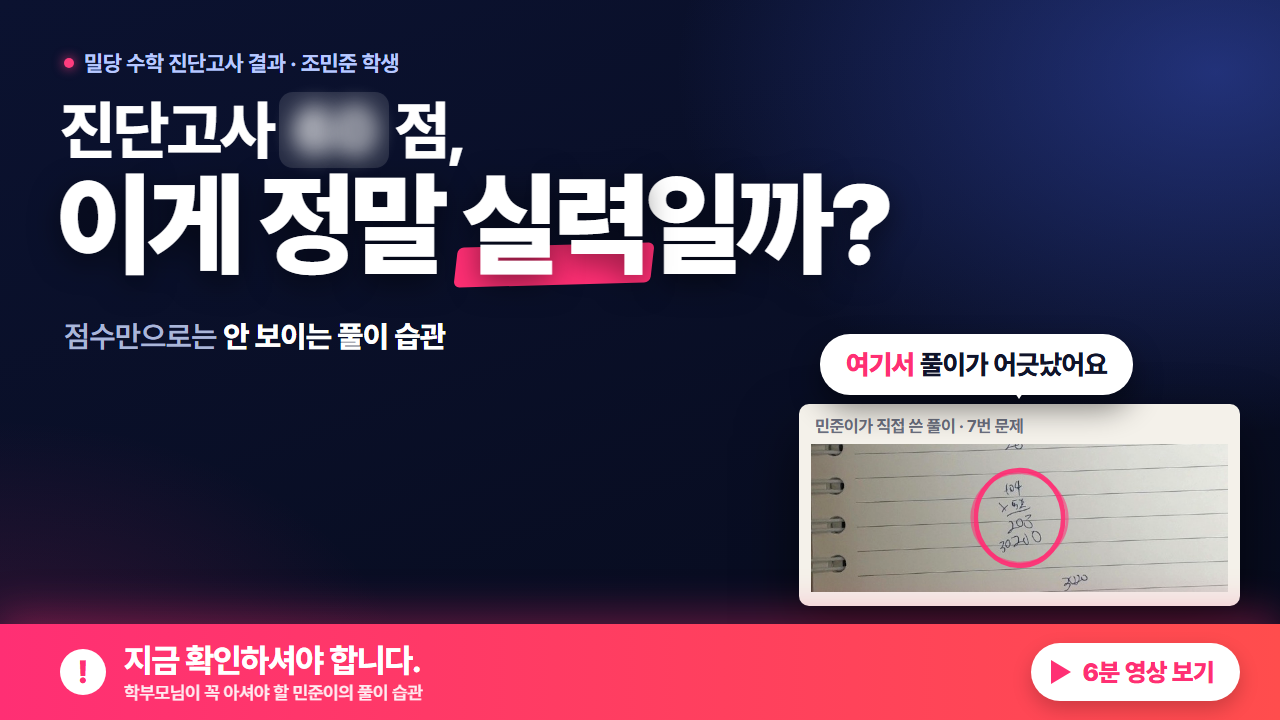 밀당 수학 진단고사 결과 · 조민준 학생
진단고사 점,
이게 정말 실력일까?
점수만으로는 안 보이는 풀이 습관
여기서 풀이가 어긋났어요
민준이가 직접 쓴 풀이 · 7번 문제
104
208
30200
3020
!
지금 확인하셔야 합니다.
학부모님이 꼭 아셔야 할 민준이의 풀이 습관
6분 영상 보기